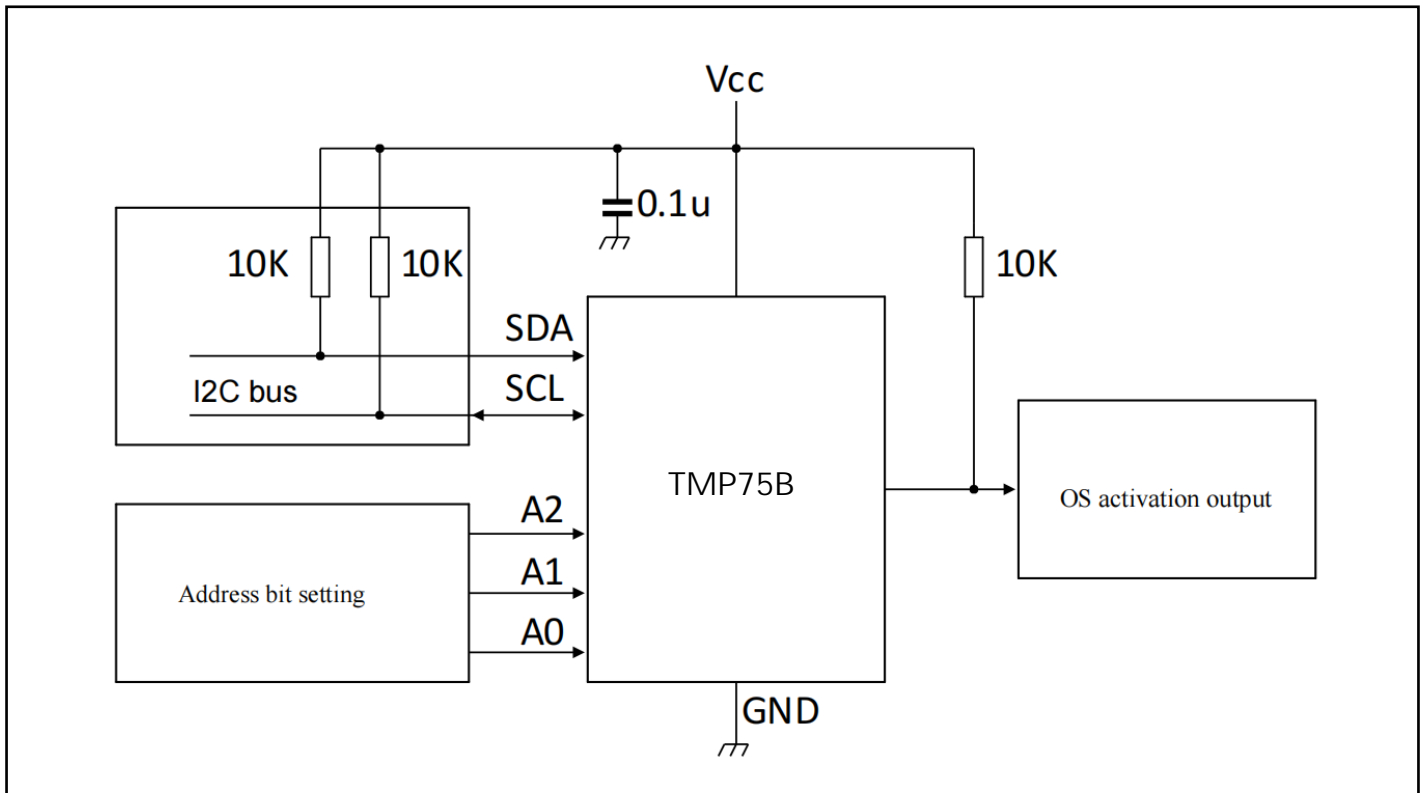 Vcc
0.1u
10K
10K
10K
SDA
I2C bus
SCL
TMP75B
OS activation output
A2
Address bit setting
A1
A0
GND